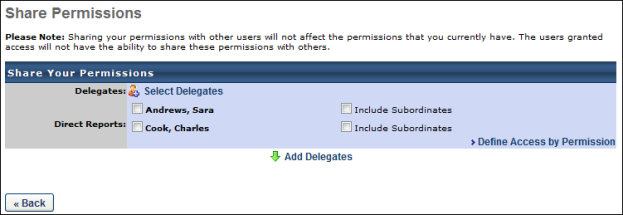 Share Permissions
Please Note: Sharing your permissions with other users will not affect the permissions that you currently have. The users granted
access will not have the ability to share these permissions with others.
Share Your Permissions
Delegates: Select Delegates
Andrews, Sara Include Subordinates
Direct Reports: Cook, Charles Include Subordinates
› Define Access by Permission
Add Delegates
« Back